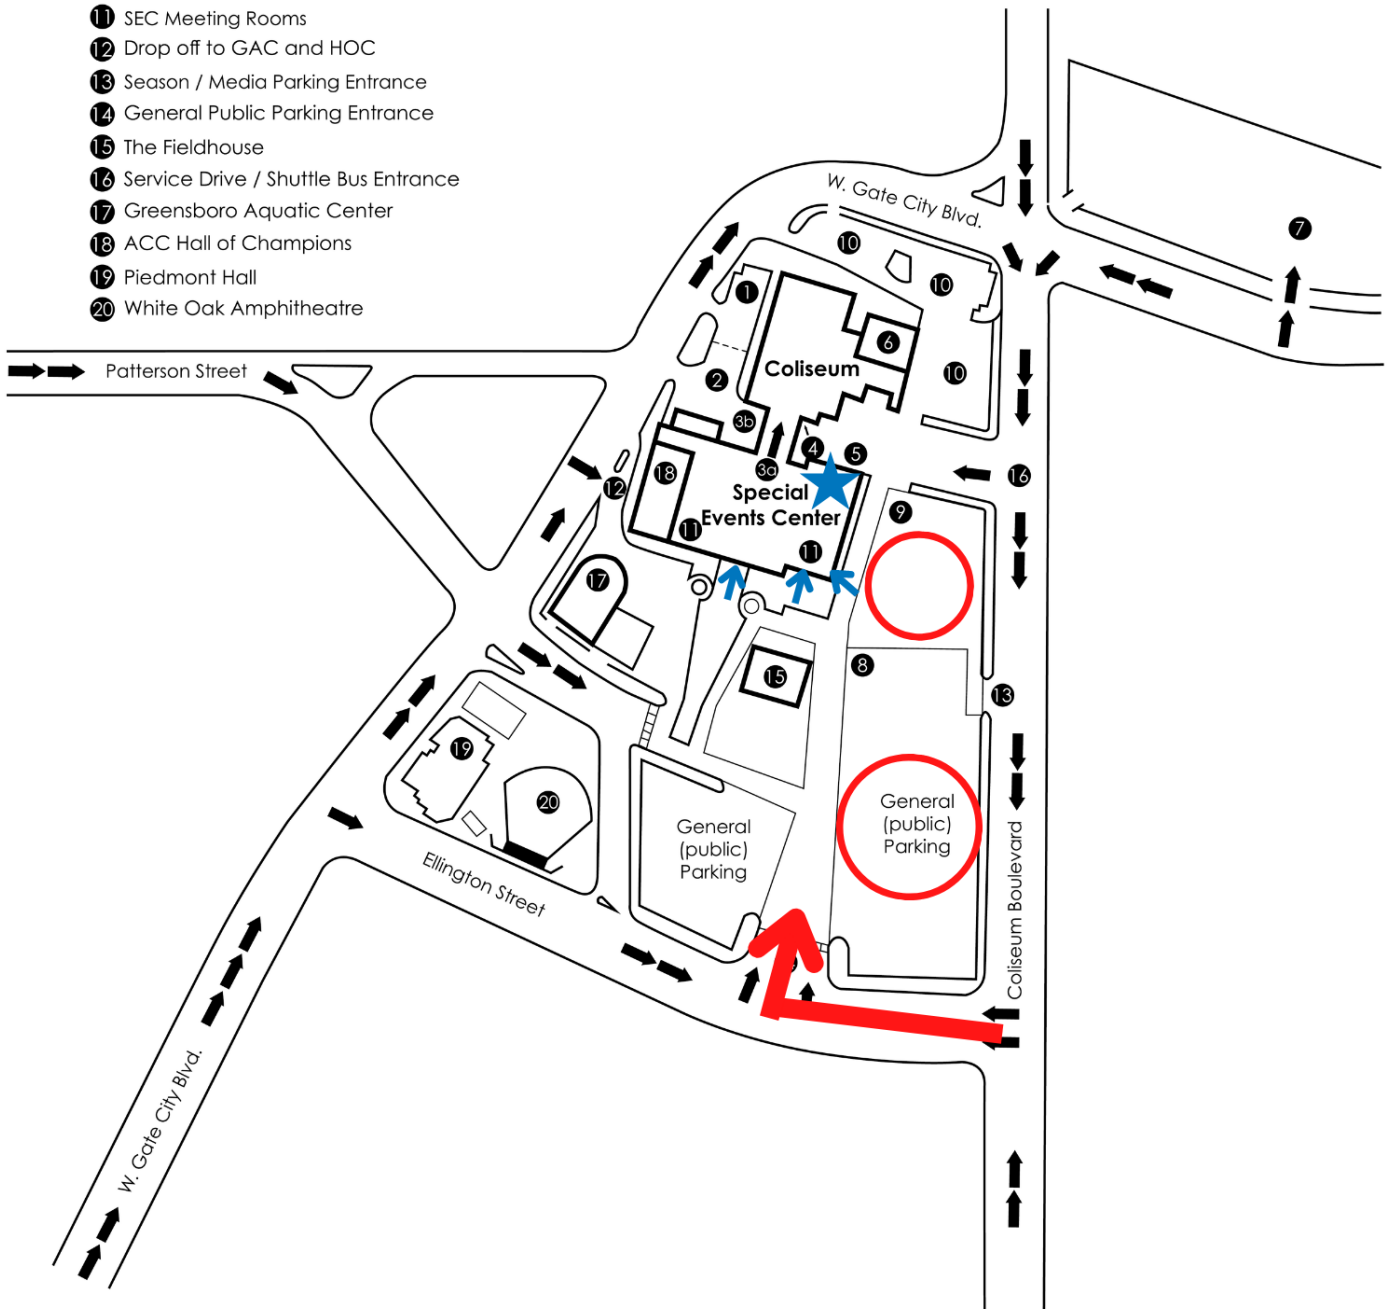 11 SEC Meeting Rooms
12 Drop off to GAC and HOC
13 Season / Media Parking Entrance
14 General Public Parking Entrance
15 The Fieldhouse
16 Service Drive / Shuttle Bus Entrance
17 Greensboro Aquatic Center
18 ACC Hall of Champions
19 Piedmont Hall
20 White Oak Amphitheatre
W. Gate City Blvd.
7
10
10
1
6
Coliseum
10
Patterson Street
2
3b
4
5
3a
18
16
12
Special
Events Center
9
11
11
17
8
15
13
19
20
General
(public)
Parking
General
(public)
Parking
Ellington Street
Coliseum Boulevard
W. Gate City Blvd.